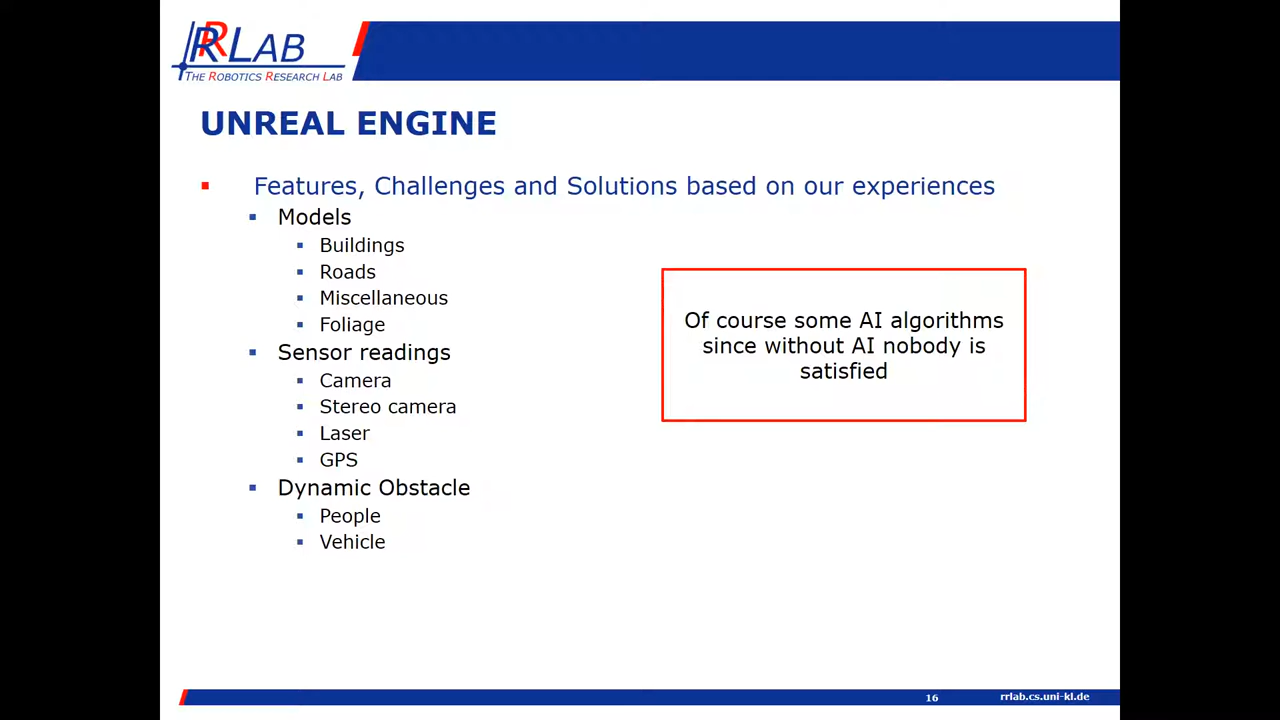 RRLAB
THE ROBOTICS RESEARCH LAB
UNREAL ENGINE
Features, Challenges and Solutions based on our experiences
Models
Buildings
Roads
Miscellaneous
Foliage
Sensor readings
Camera
Stereo camera
Laser
GPS
Dynamic Obstacle
People
Vehicle
Of course some AI algorithms
since without AI nobody is
satisfied
16
rrlab.cs.uni-kl.de